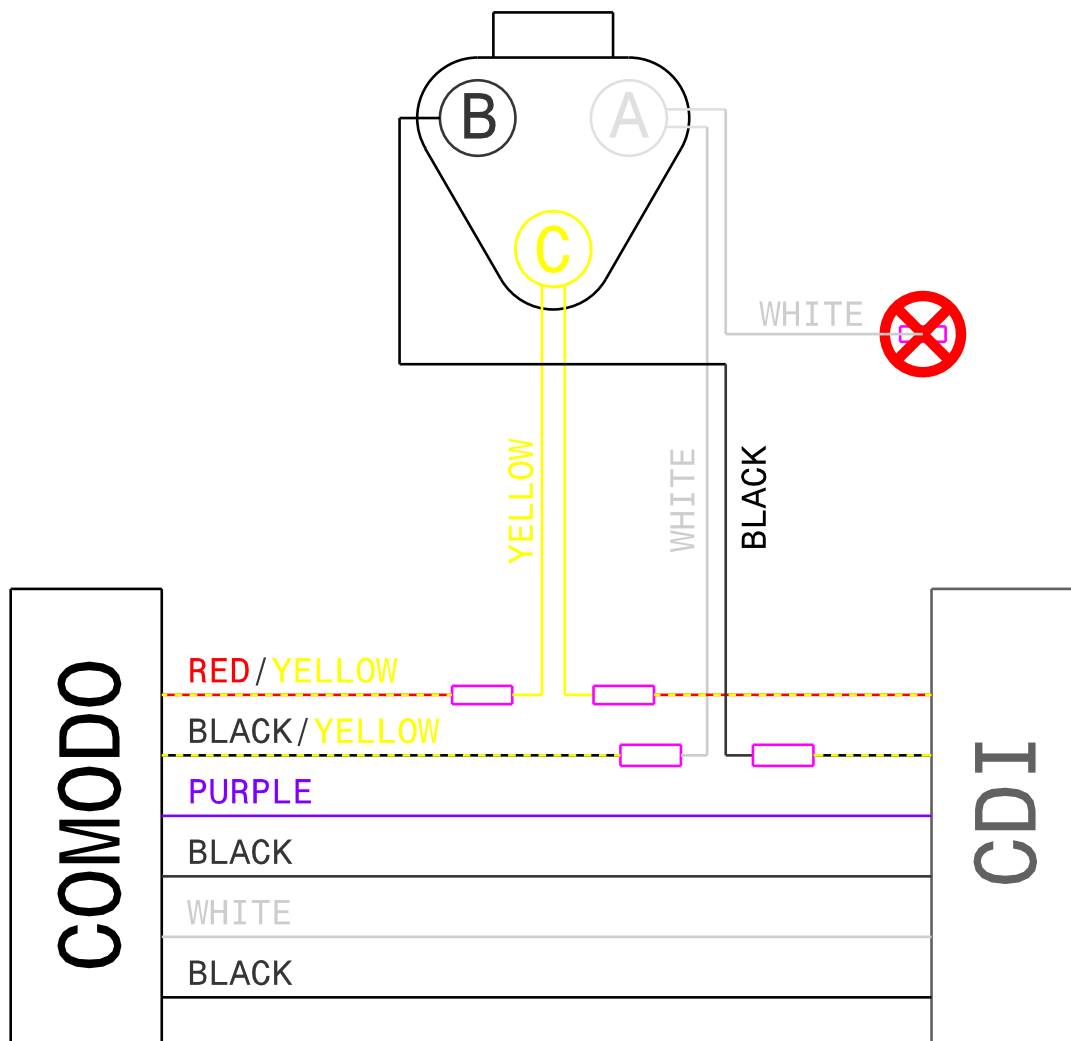 B
A
C
WHITE
YELLOW
WHITE
BLACK
COMODO
RED/YELLOW
BLACK/YELLOW
PURPLE
BLACK
WHITE
BLACK
CDI